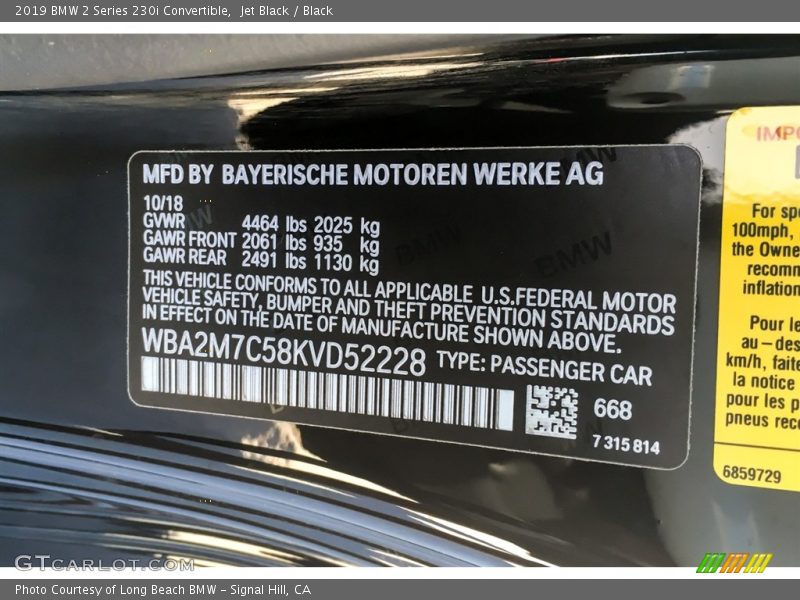 2019 BMW 2 Series 230i Convertible,  Jet Black / Black
MFD BY BAYERISCHE MOTOREN WERKE AG
10/18
GVWR 4464 lbs 2025 kg
GAWR FRONT 2061 lbs 935 kg
GAWR REAR 2491 lbs 1130 kg
THIS VEHICLE CONFORMS TO ALL APPLICABLE U.S.FEDERAL MOTOR
VEHICLE SAFETY, BUMPER AND THEFT PREVENTION STANDARDS
IN EFFECT ON THE DATE OF MANUFACTURE SHOWN ABOVE.
WBA2M7C58KVD52228 TYPE: PASSENGER CAR
668
7 315 814
For
100mph,
the Owne
recomm
inflation
Pour le
au – des
km/h, faite
la notice
pour les p
pneus rec
6859729
GTCARLOT.COM
Photo Courtesy of Long Beach BMW – Signal Hill, CA